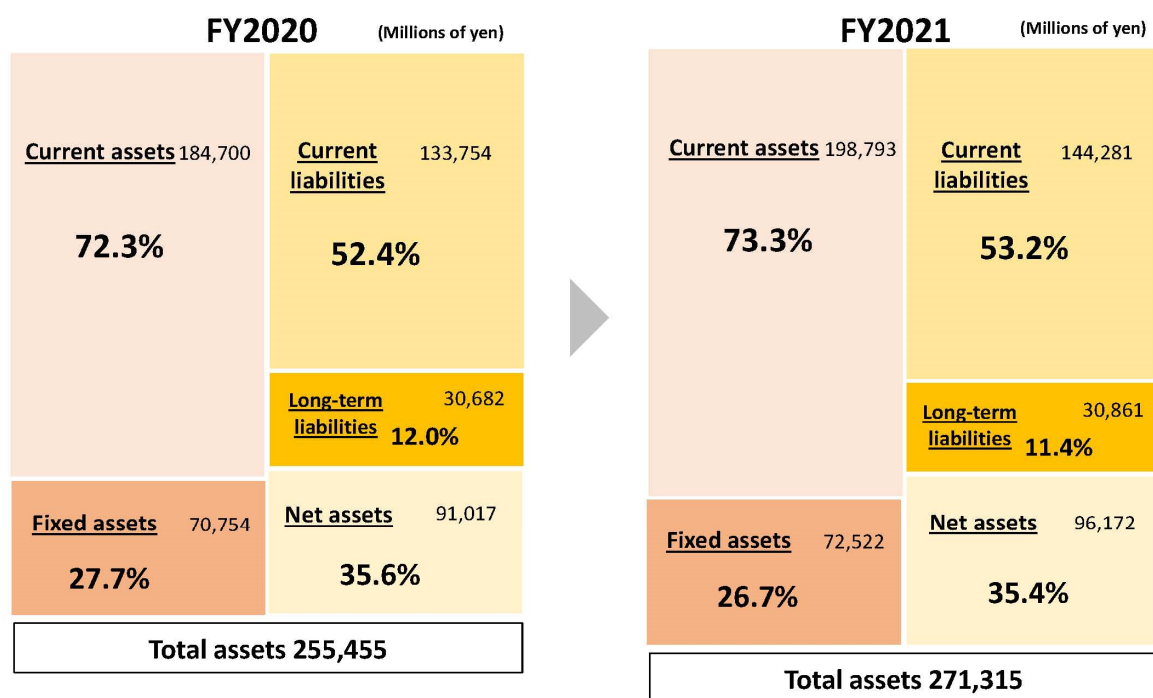 FY2020 (Millions of yen)
Current assets 184,700
72.3%
Current liabilities 133,754
52.4%
Long-term liabilities 30,682
12.0%
Fixed assets 70,754
27.7%
Net assets 91,017
35.6%
Total assets 255,455
FY2021 (Millions of yen)
Current assets 198,793
73.3%
Current liabilities 144,281
53.2%
Long-term liabilities 30,861
11.4%
Fixed assets 72,522
26.7%
Net assets 96,172
35.4%
Total assets 271,315